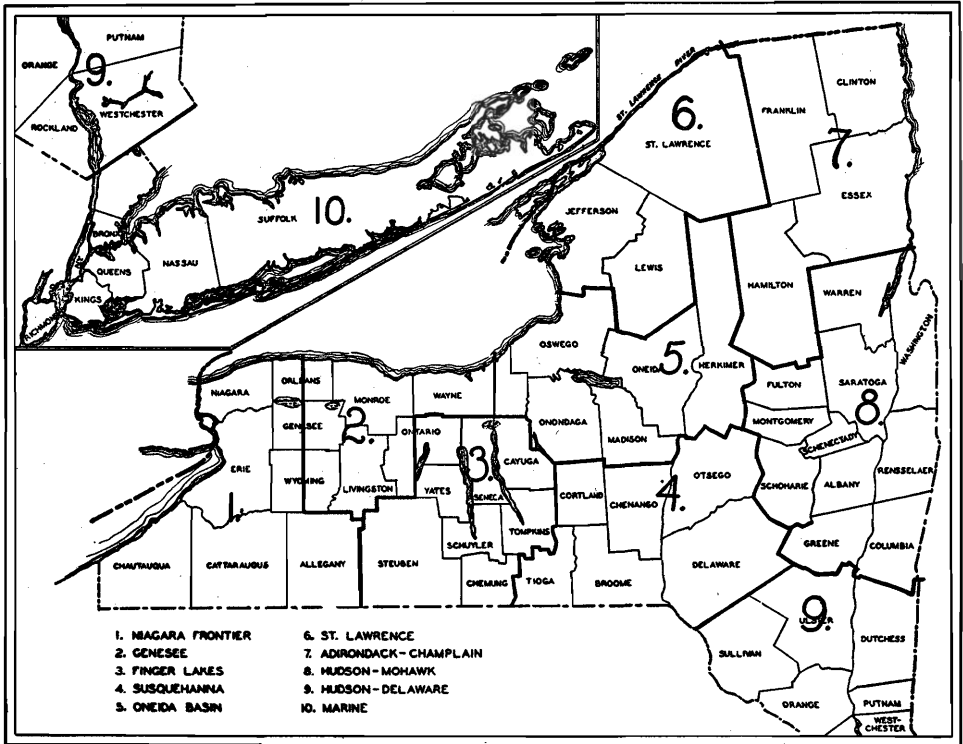 PUTNAM
ORANGE
9.
WESTCHESTER
ROCKLAND
SUFFOLK
10.
BRONX
NASSAU
QUEENS
KINGS
RICHMOND
ST. LAWRENCE RIVER
6.
ST. LAWRENCE
FRANKLIN
CLINTON
7.
ESSEX
JEFFERSON
LEWIS
HAMILTON
WARREN
WASHINGTON
OSWEGO
ONEIDA
5.
HERKIMER
FULTON
SARATOGA
8.
NIAGARA
ORLEANS
MONROE
WAYNE
GENESEE
2.
ONTARIO
ONONDAGA
MADISON
MONTGOMERY
SCHENECTADY
CAYUGA
3.
ERIE
WYOMING
LIVINGSTON
YATES
SENECA
CORTLAND
CHENANGO
4.
OTSEGO
SCHOHARIE
ALBANY
RENSSELAER
1.
TOMPKINS
SCHUYLER
GREENE
COLUMBIA
CHAUTAUQUA
CATTARAUGUS
ALLEGANY
STEUBEN
CHEMUNG
TIOGA
BROOME
DELAWARE
ULSTER
9.
DUTCHESS
SULLIVAN
ORANGE
PUTNAM
WEST-
CHESTER
1. NIAGARA FRONTIER
2. GENESEE
3. FINGER LAKES
4. SUSQUEHANNA
5. ONEIDA BASIN
6. ST. LAWRENCE
7. ADIRONDACK-CHAMPLAIN
8. HUDSON-MOHAWK
9. HUDSON-DELAWARE
10. MARINE